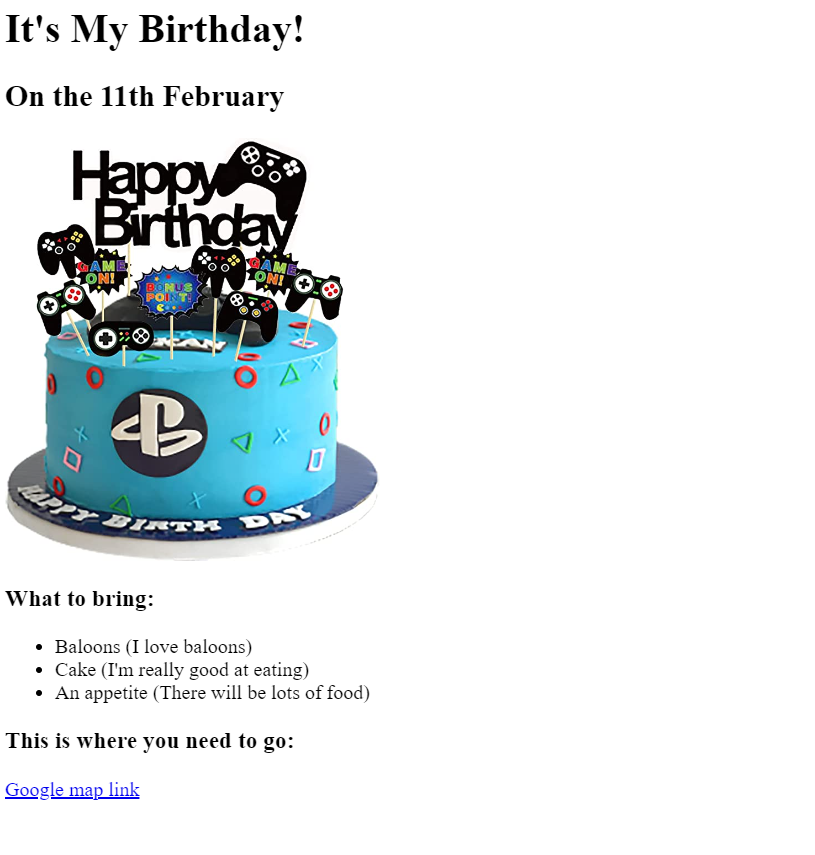 It's My Birthday!
On the 11th February
Happy
Birthday
GAME
ON!
GAME
ON!
BONUS
POINT!
HAPPY BIRTH DAY
What to bring:
Baloons (I love baloons)
Cake (I'm really good at eating)
An appetite (There will be lots of food)
This is where you need to go:
Google map link